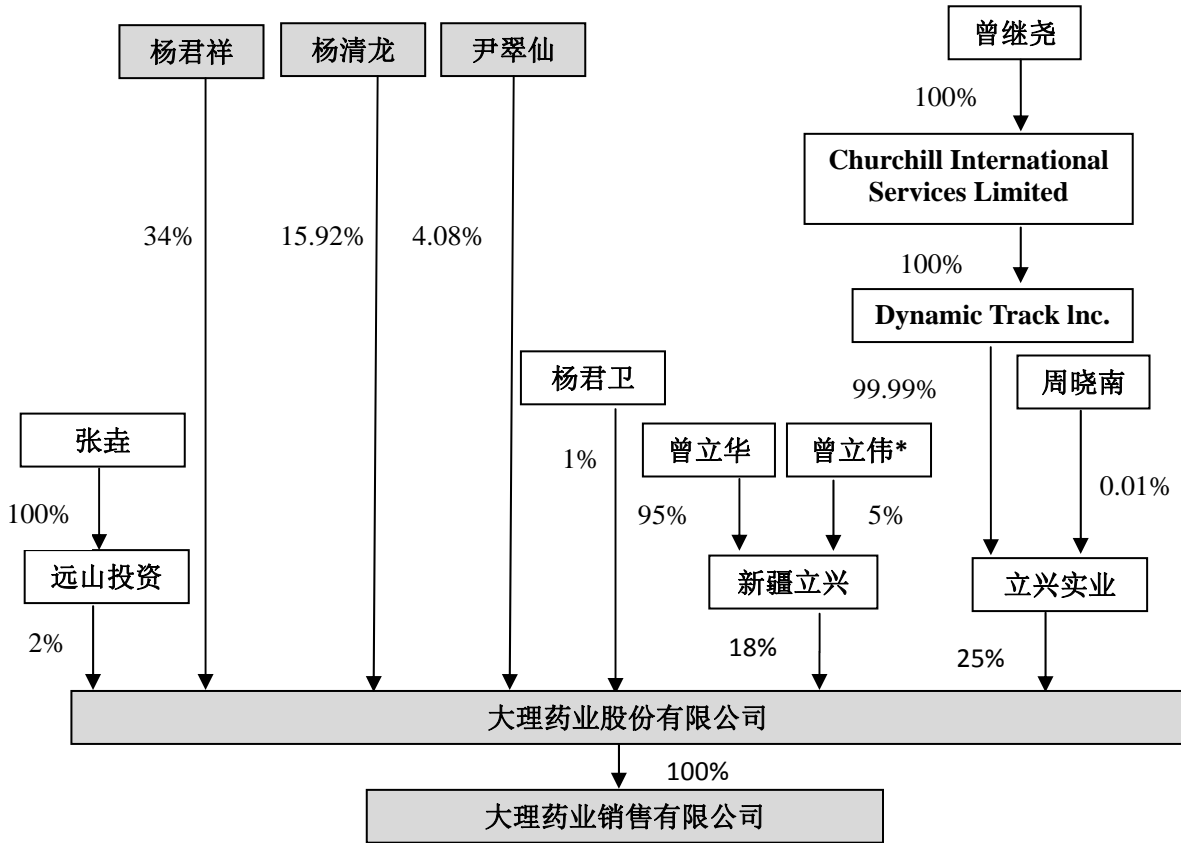 杨君祥
杨清龙
尹翠仙
曾继尧
100%
Churchill International
Services Limited
34%
15.92%
4.08%
100%
Dynamic Track lnc.
杨君卫
99.99%
周晓南
张垚
1%
曾立华
曾立伟*
100%
95%
5%
0.01%
远山投资
新疆立兴
立兴实业
2%
18%
25%
大理药业股份有限公司
100%
大理药业销售有限公司